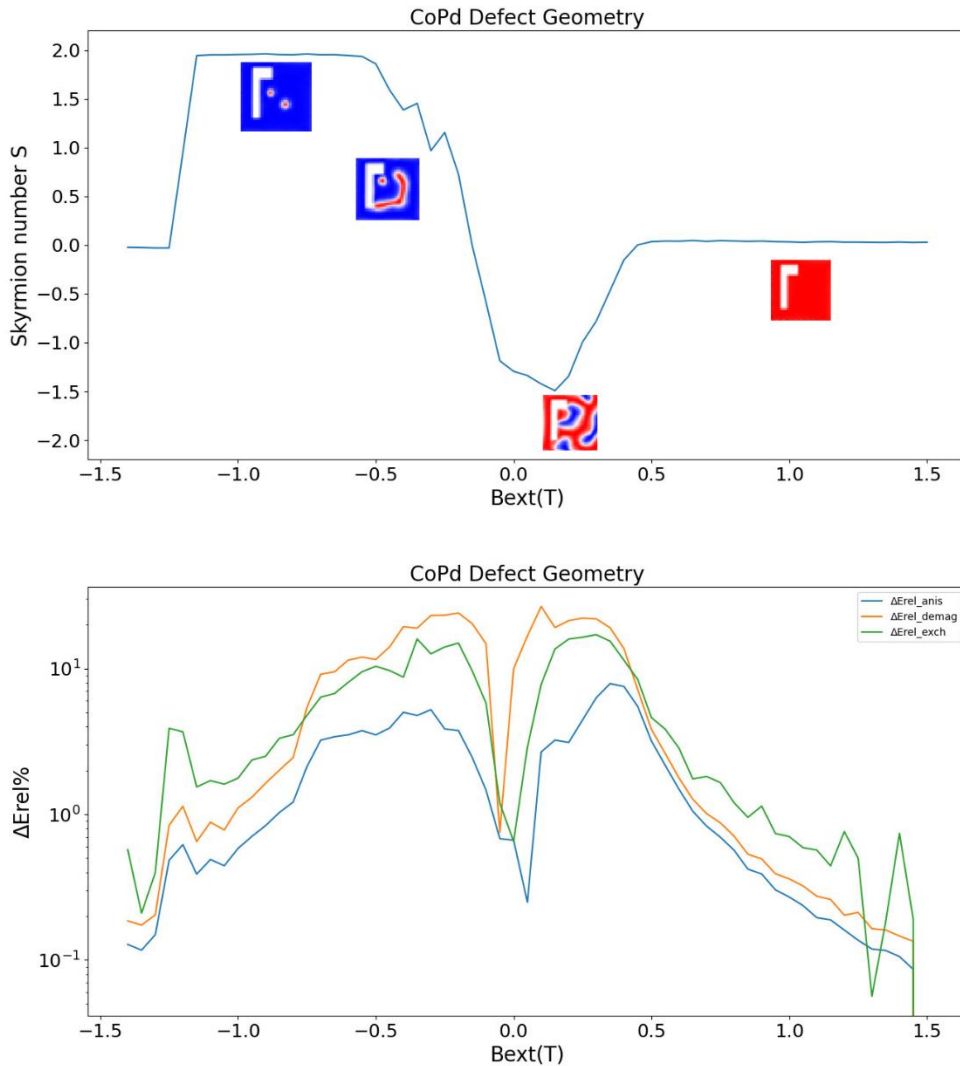 CoPd Defect Geometry
Skyrmion number S
2.0
1.5
1.0
0.5
0.0
−0.5
−1.0
−1.5
−2.0
−1.5 −1.0 −0.5 0.0 0.5 1.0 1.5
Bext(T)
CoPd Defect Geometry
ΔErel_anis
ΔErel_demag
ΔErel_exch
ΔErel%
10¹
10⁰
10⁻¹
−1.5 −1.0 −0.5 0.0 0.5 1.0 1.5
Bext(T)